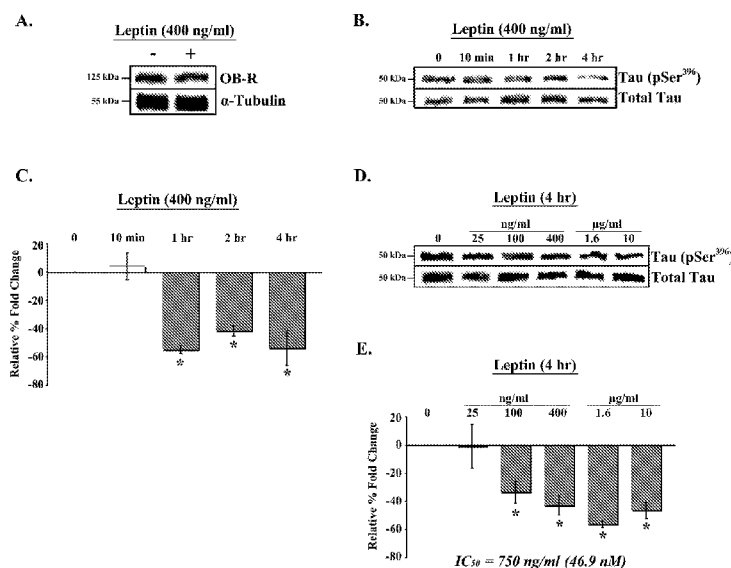 A.
Leptin (400 ng/ml)
- +
125 kDa OB-R
55 kDa α-Tubulin
B.
Leptin (400 ng/ml)
0 10 min 1 hr 2 hr 4 hr
50 kDa Tau (pSer396)
50 kDa Total Tau
C.
Leptin (400 ng/ml)
0 10 min 1 hr 2 hr 4 hr
Relative % Fold Change
20
0
-20
-40
-60
-80
* * *
D.
Leptin (4 hr)
ng/ml µg/ml
0 25 100 400 1.6 10
50 kDa Tau (pSer396)
50 kDa Total Tau
E.
Leptin (4 hr)
ng/ml µg/ml
0 25 100 400 1.6 10
Relative % Fold Change
20
0
-20
-40
-60
-80
* * * *
IC50 = 750 ng/ml (46.9 nM)